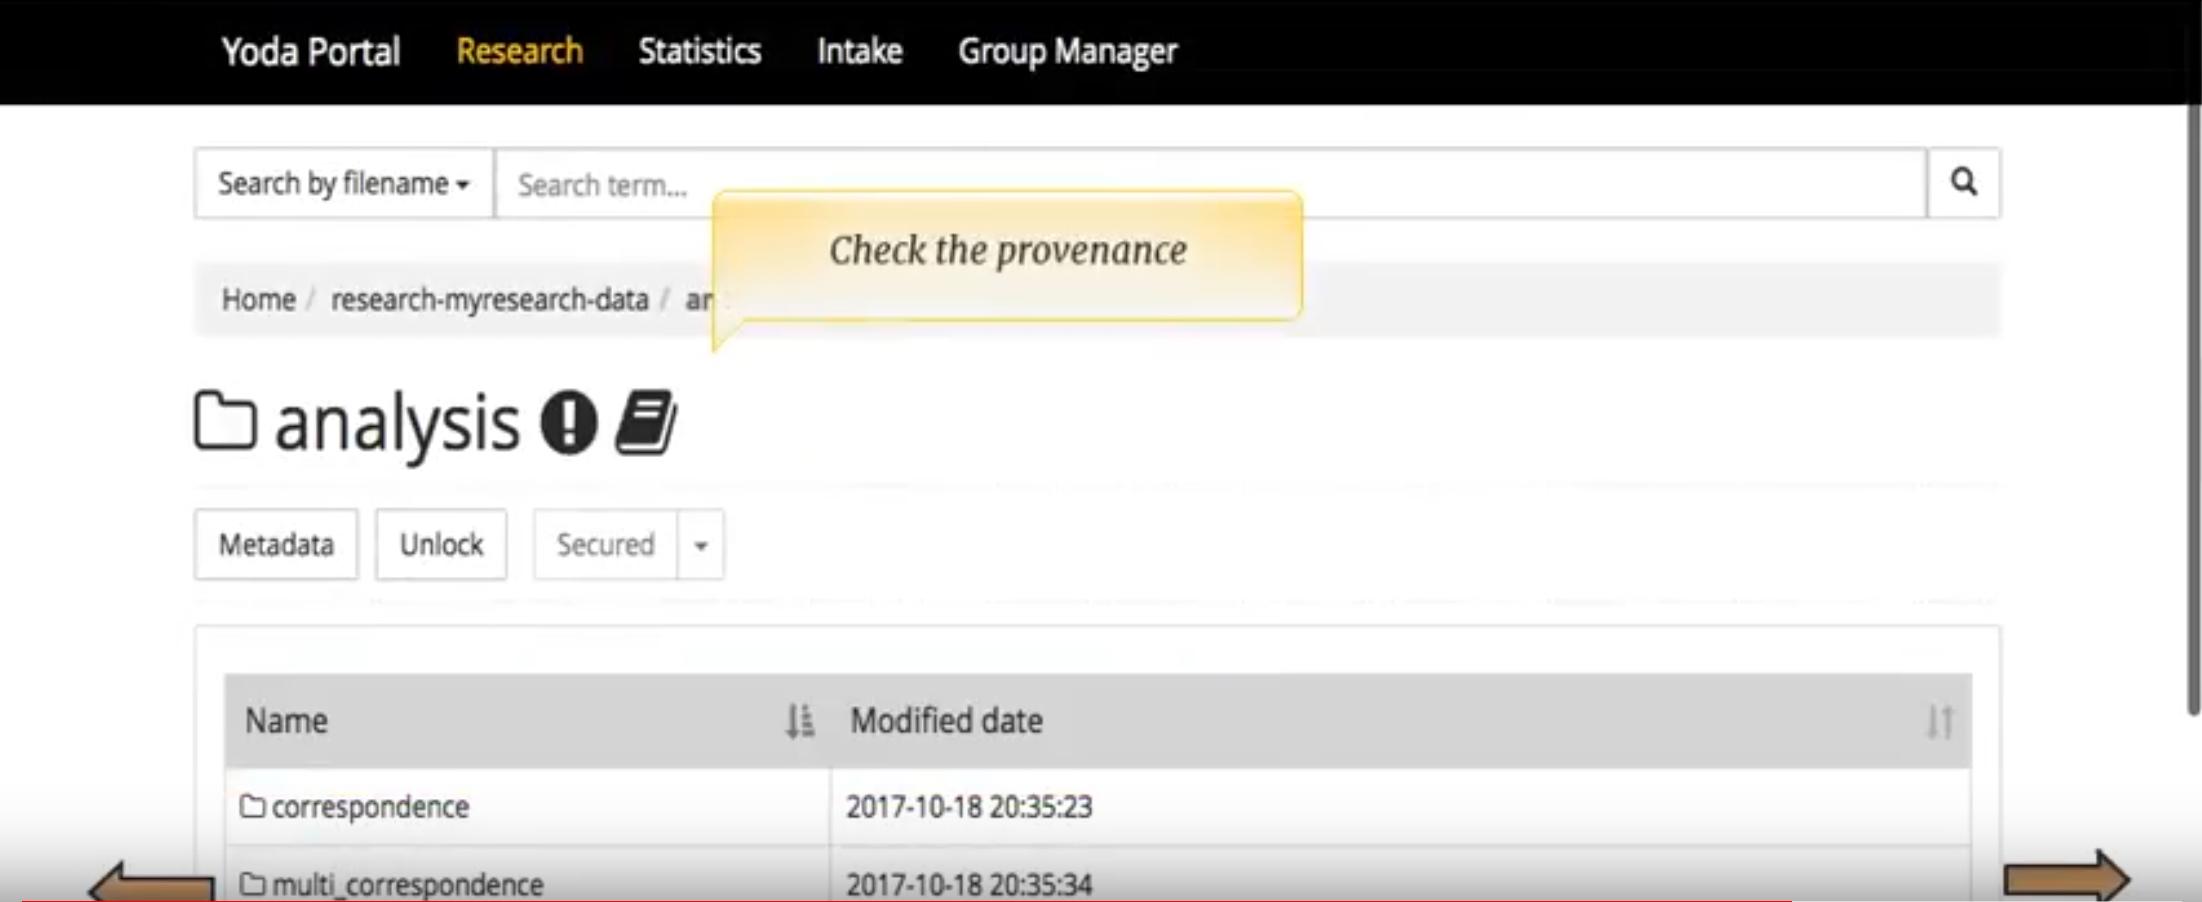 Yoda Portal Research Statistics Intake Group Manager
Search by filename Search term...
Check the provenance
Home / research-myresearch-data /
analysis
Metadata Unlock Secured
Name Modified date
correspondence 2017-10-18 20:35:23
multi_correspondence 2017-10-18 20:35:34